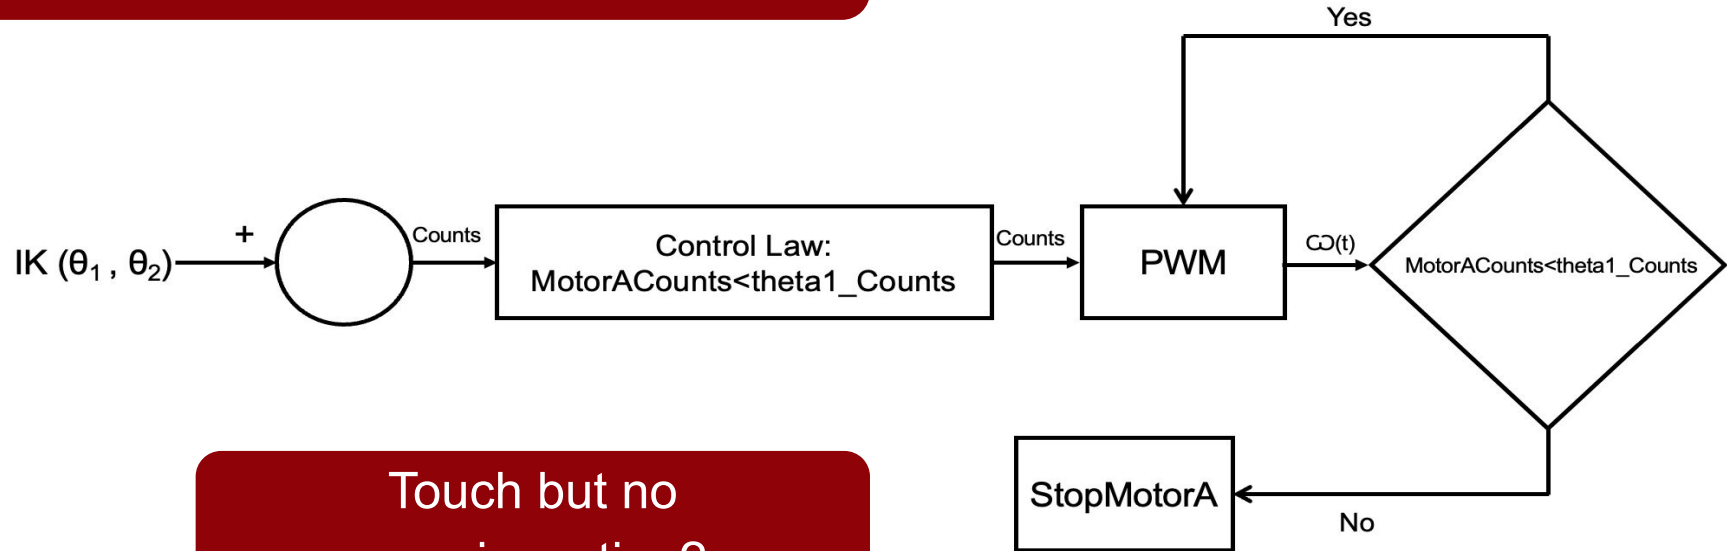 Yes
+
IK (θ₁ , θ₂)
Counts
Control Law:
MotorACounts<theta1_Counts
Counts
PWM
ω(t)
MotorACounts<theta1_Counts
Touch but no
StopMotorA
No